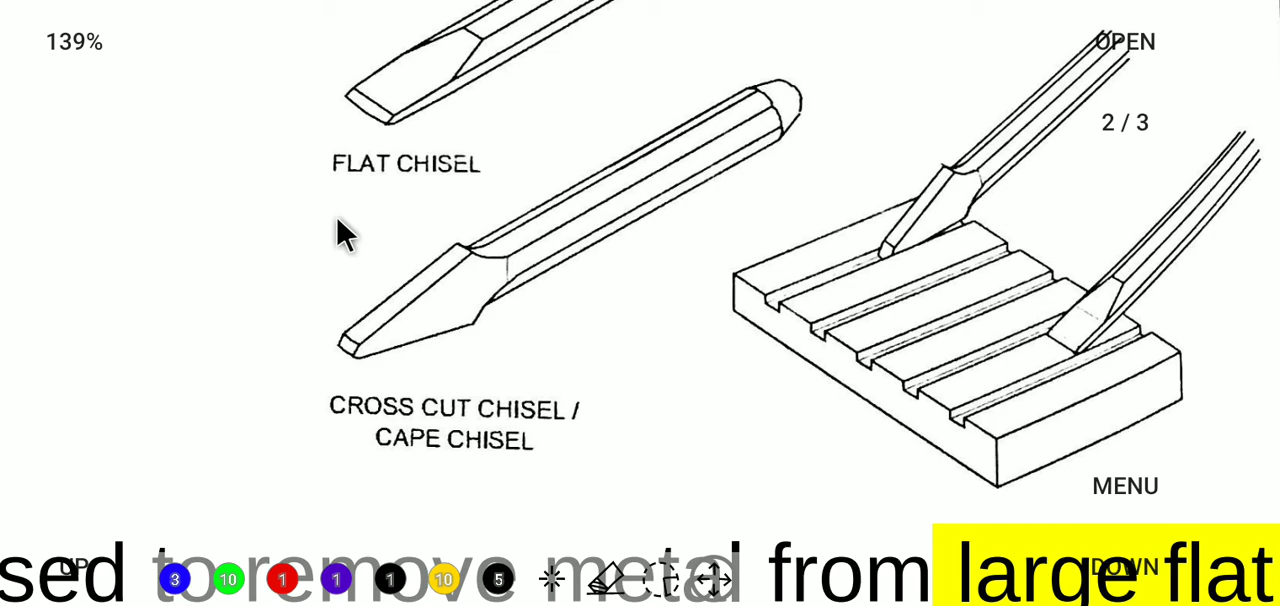 139%
OPEN
2 / 3
FLAT CHISEL
CROSS CUT CHISEL /
CAPE CHISEL
MENU
sed to remove metal from large flat
UP
DOWN
3 10 1 1 1 10 5